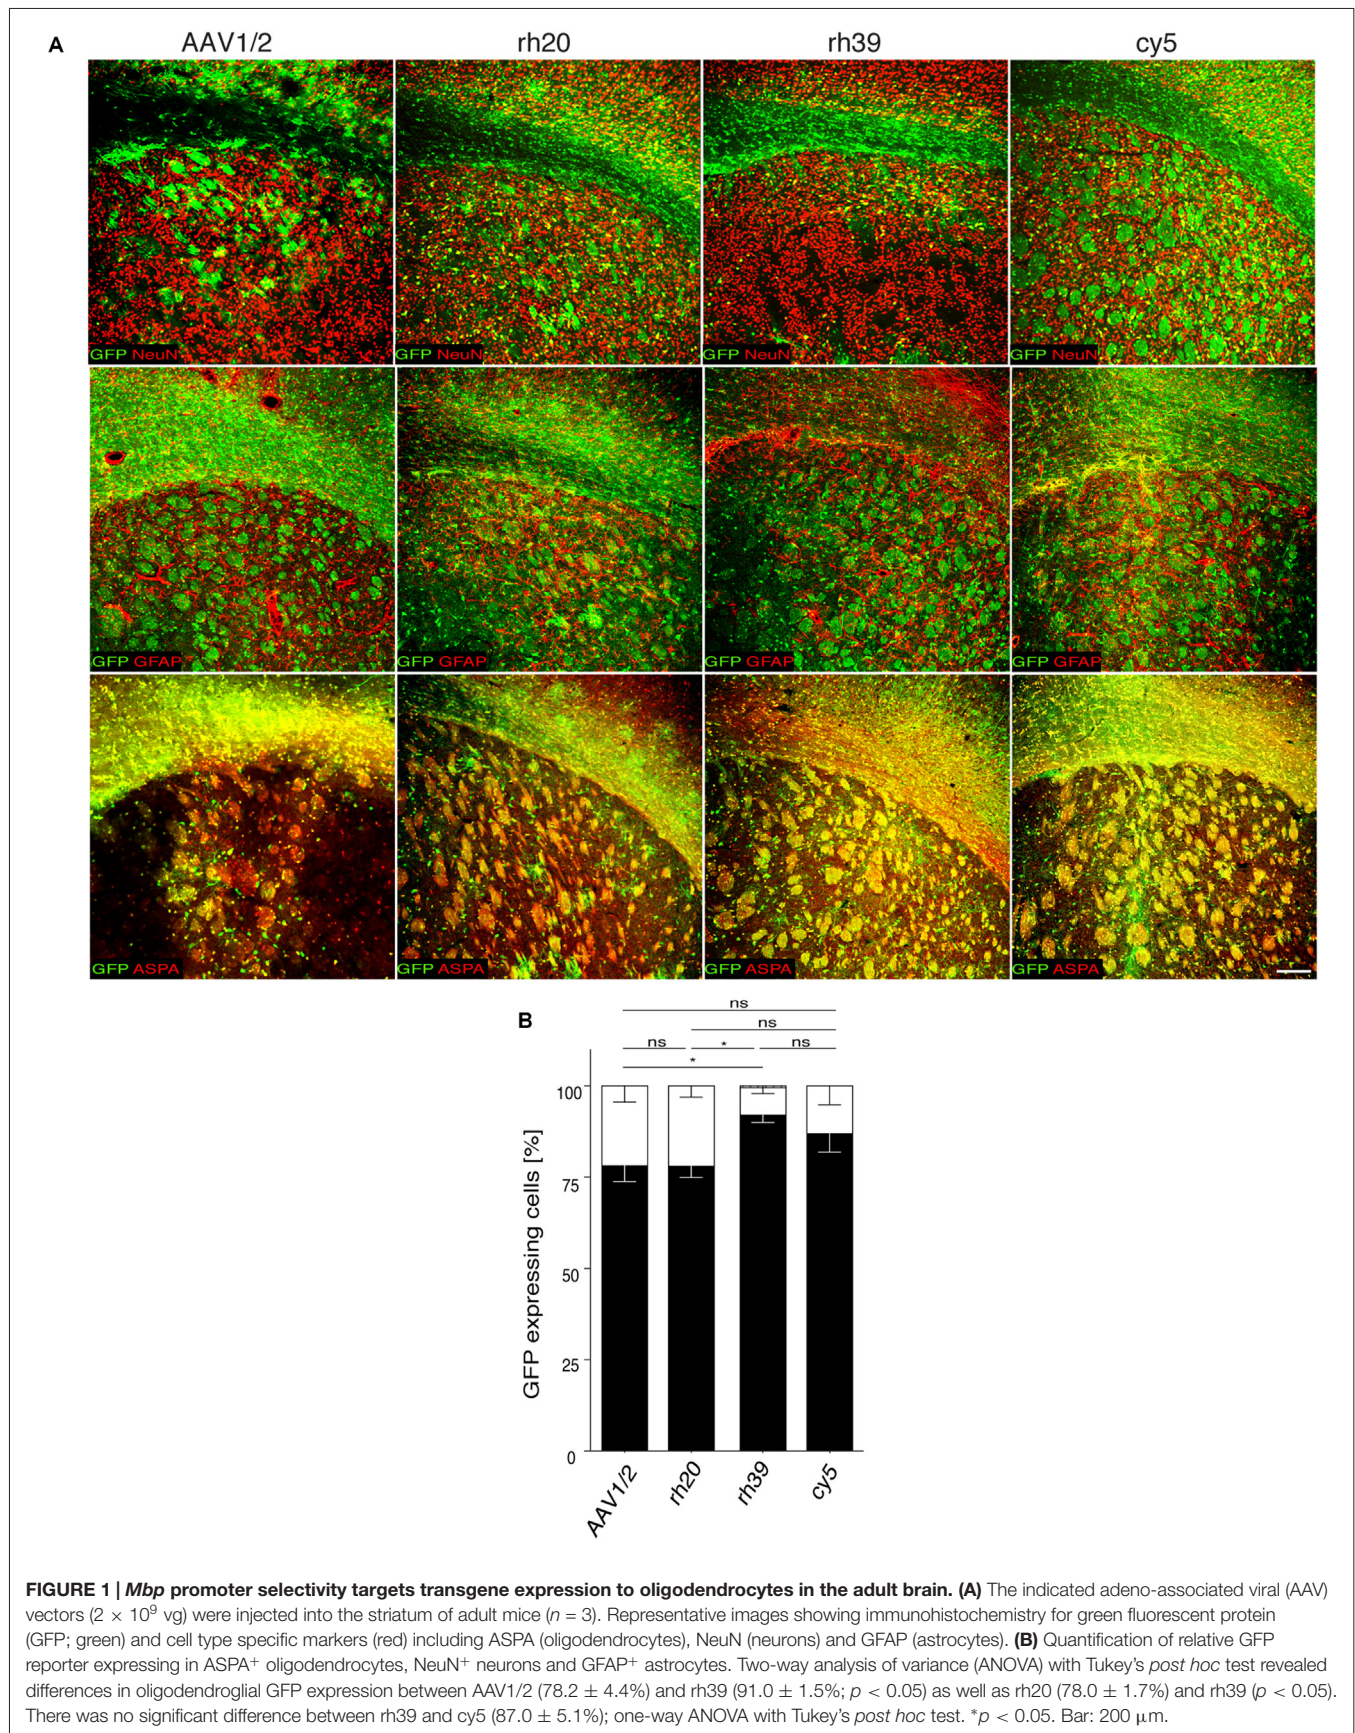 A
AAV1/2 rh20 rh39 cy5
GFP NeuN GFP NeuN GFP NeuN GFP NeuN
GFP GFAP GFP GFAP GFP GFAP GFP GFAP
GFP ASPA GFP ASPA GFP ASPA GFP ASPA
B
ns
ns
ns * ns
*
GFP expressing cells [%]
100
75
50
25
0
AAV1/2 rh20 rh39 cy5
FIGURE 1 | Mbp promoter selectivity targets transgene expression to oligodendrocytes in the adult brain. (A) The indicated adeno-associated viral (AAV)
vectors (2 × 10⁹ vg) were injected into the striatum of adult mice (n = 3). Representative images showing immunohistochemistry for green fluorescent protein
(GFP; green) and cell type specific markers (red) including ASPA (oligodendrocytes), NeuN (neurons) and GFAP (astrocytes). (B) Quantification of relative GFP
reporter expressing in ASPA⁺ oligodendrocytes, NeuN⁺ neurons and GFAP⁺ astrocytes. Two-way analysis of variance (ANOVA) with Tukey's post hoc test revealed
differences in oligodendroglial GFP expression between AAV1/2 (78.2 ± 4.4%) and rh39 (91.0 ± 1.5%; p < 0.05) as well as rh20 (78.0 ± 1.7%) and rh39 (p < 0.05).
There was no significant difference between rh39 and cy5 (87.0 ± 5.1%); one-way ANOVA with Tukey's post hoc test. *p < 0.05. Bar: 200 μm.